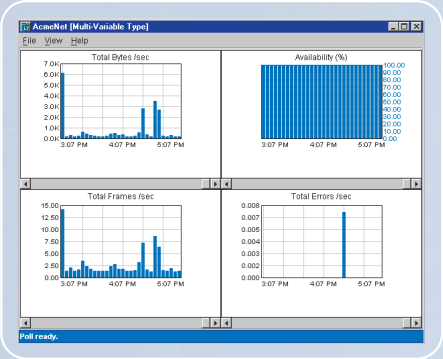 AcmeNet [Multi-Variable Type]
File View Help
Total Bytes /sec
7.0K
6.0K
5.0K
4.0K
3.0K
2.0K
1.0K
0.0K
3:07 PM 4:07 PM 5:07 PM
Availability (%)
100.00
90.00
80.00
70.00
60.00
50.00
40.00
30.00
20.00
10.00
0.00
3:07 PM 4:07 PM 5:07 PM
Total Frames /sec
15.00
12.50
10.00
7.50
5.00
2.50
0.00
3:07 PM 4:07 PM 5:07 PM
Total Errors /sec
0.008
0.007
0.005
0.004
0.003
0.002
0.000
3:07 PM 4:07 PM 5:07 PM
Poll ready.